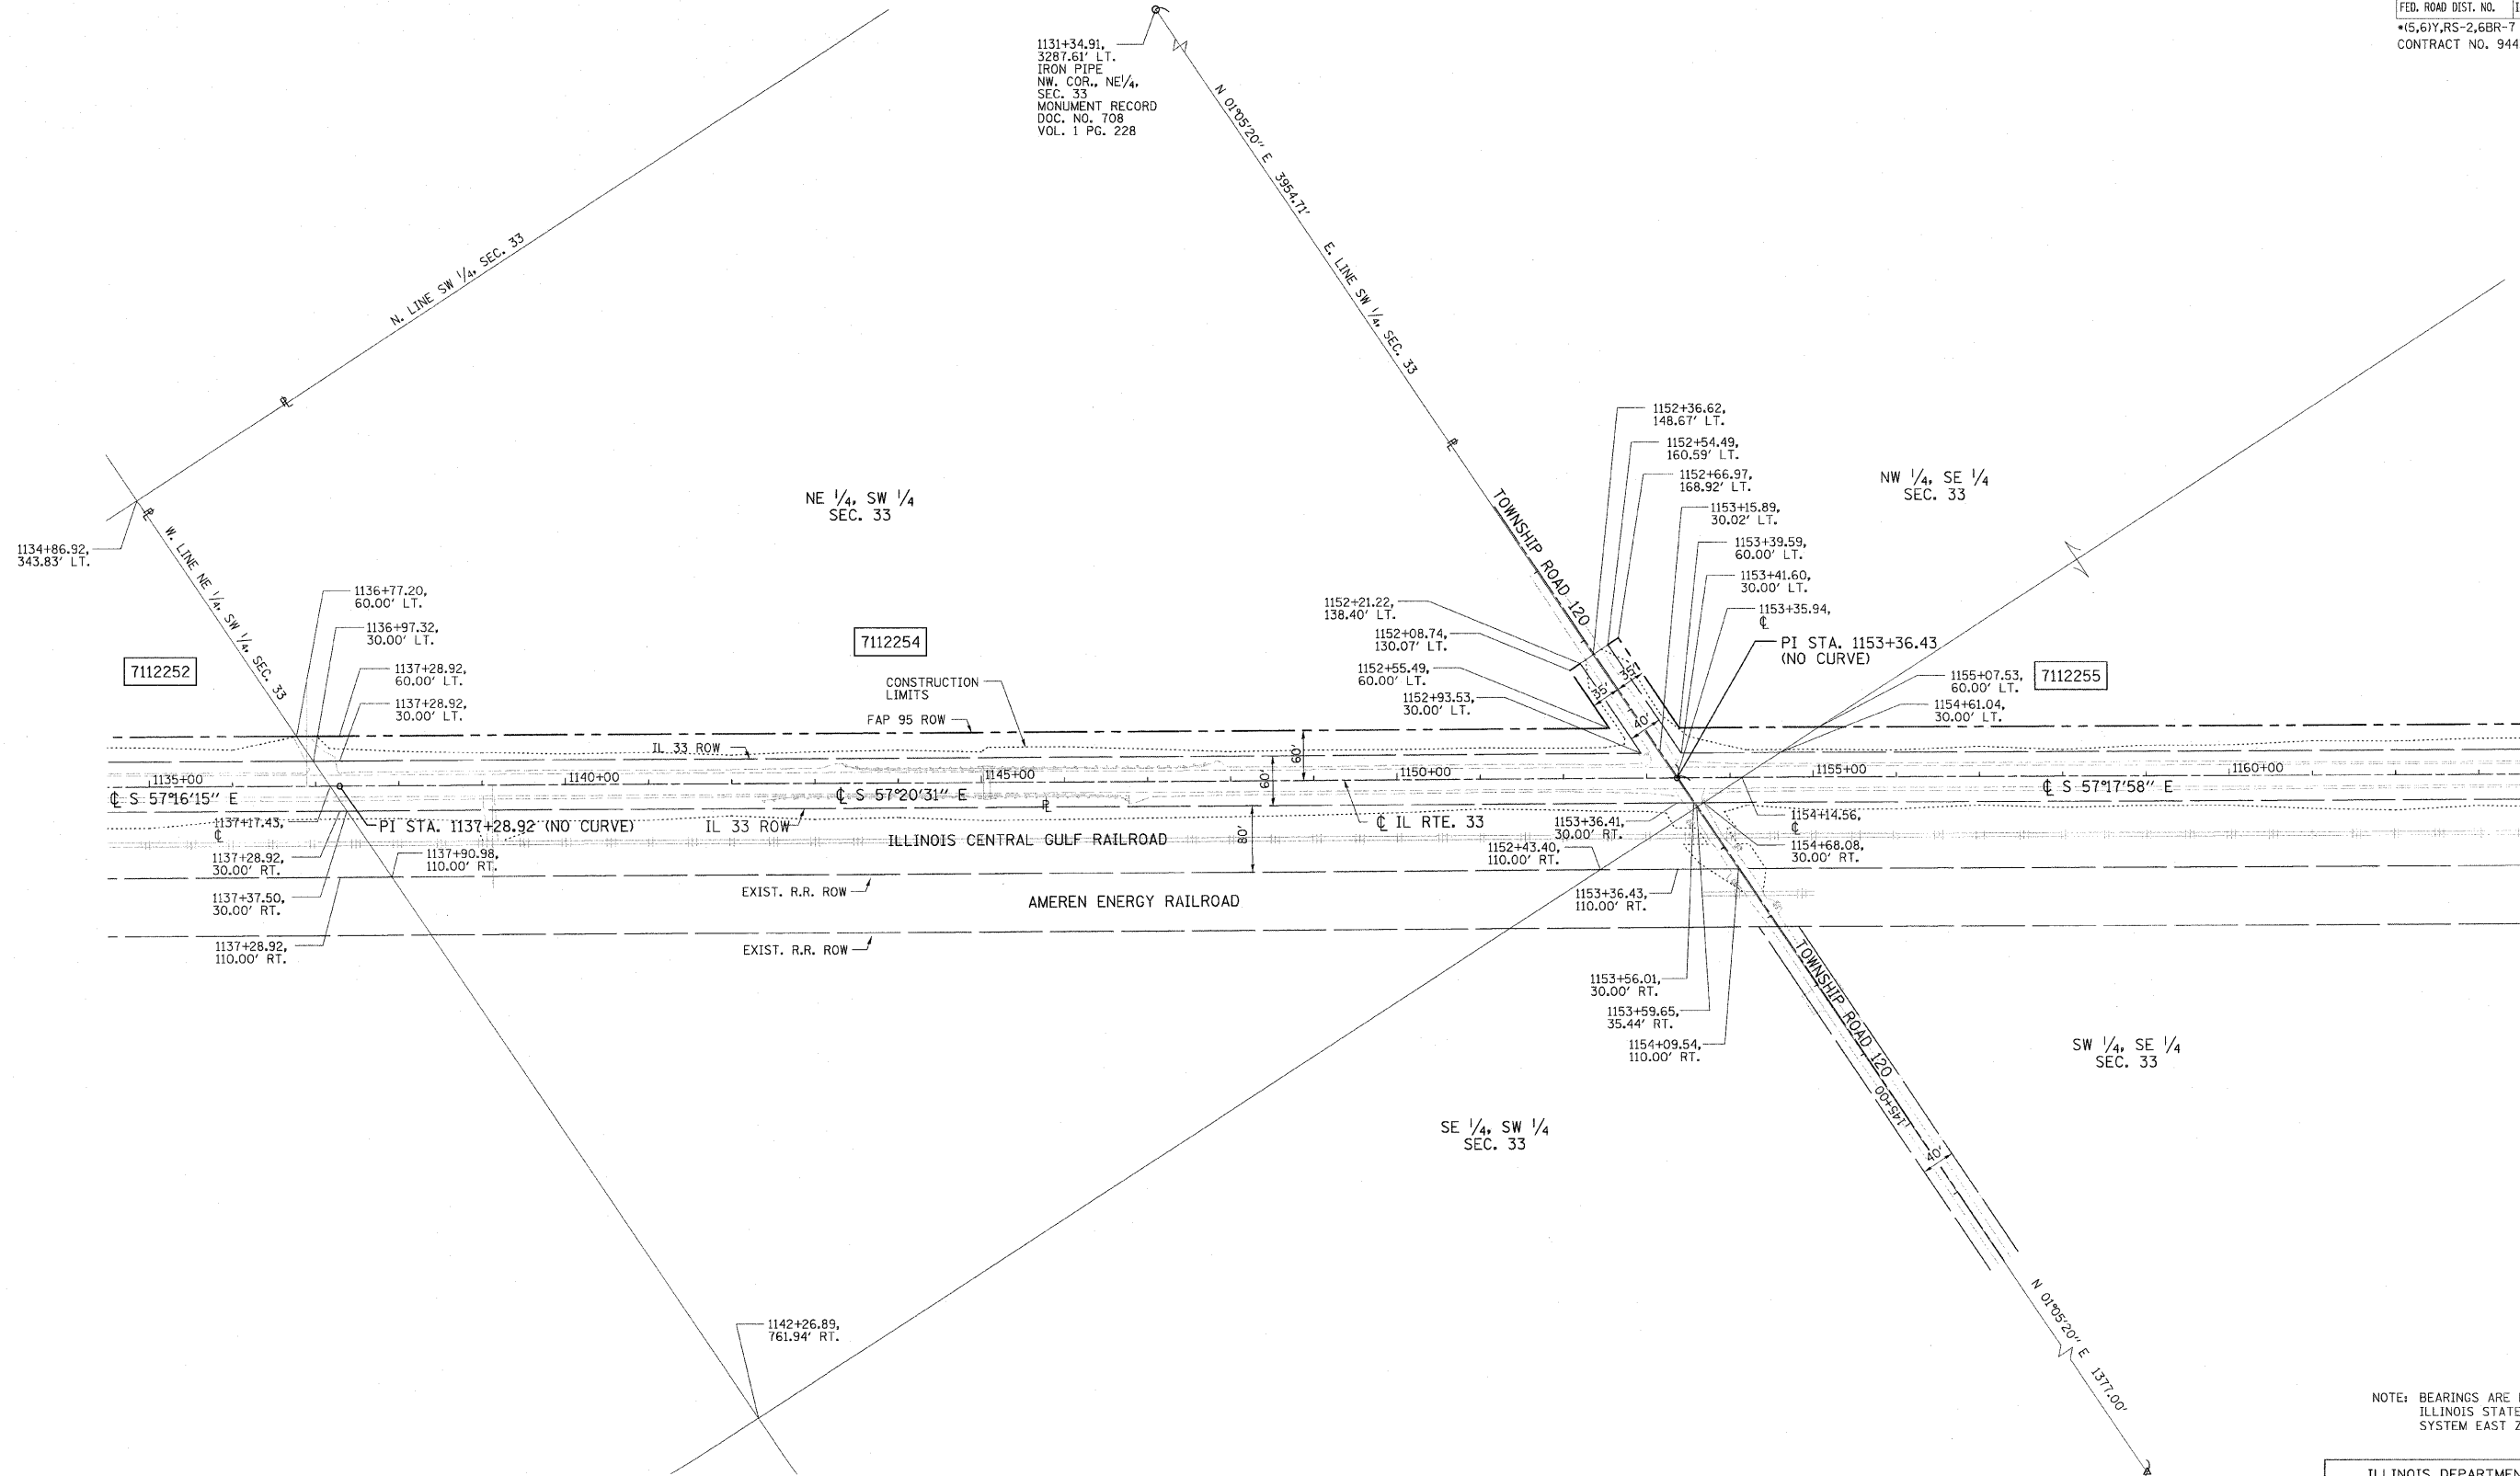 FED. ROAD DIST. NO.
*(5,6)Y,RS-2,6BR-7
CONTRACT NO. 944
1131+34.91,
3287.61' LT.
IRON PIPE
NW. COR., NE1/4,
SEC. 33
MONUMENT RECORD
DOC. NO. 708
VOL. 1 PG. 228
N 01°05'20" E 3954.71'
E. LINE SW 1/4, SEC. 33
N. LINE SW 1/4, SEC. 33
℄
℄
1152+36.62,
148.67' LT.
1152+54.49,
160.59' LT.
1152+66.97,
168.92' LT.
1153+15.89,
30.02' LT.
1153+39.59,
60.00' LT.
1153+41.60,
30.00' LT.
1153+35.94,
℄
PI STA. 1153+36.43
(NO CURVE)
NE 1/4, SW 1/4
SEC. 33
NW 1/4, SE 1/4
SEC. 33
TOWNSHIP ROAD 120
1134+86.92,
343.83' LT.
W. LINE NE 1/4, SW 1/4, SEC. 33
1136+77.20,
60.00' LT.
1136+97.32,
30.00' LT.
1137+28.92,
60.00' LT.
1137+28.92,
30.00' LT.
7112252
7112254
7112255
1152+21.22,
138.40' LT.
1152+08.74,
130.07' LT.
1152+55.49,
60.00' LT.
1152+93.53,
30.00' LT.
35'
35'
40'
1155+07.53,
60.00' LT.
1154+61.04,
30.00' LT.
CONSTRUCTION
LIMITS
FAP 95 ROW
IL 33 ROW
60'
60'
1135+00
1140+00
1145+00
1150+00
1155+00
1160+00
℄ S 57°16'15" E
℄ S 57°20'31" E
℄ S 57°17'58" E
1137+17.43,
℄
PI STA. 1137+28.92 (NO CURVE)
IL 33 ROW
℄ IL RTE. 33
ILLINOIS CENTRAL GULF RAILROAD
80'
1153+36.41,
30.00' RT.
1154+14.56,
℄
1152+43.40,
110.00' RT.
1154+68.08,
30.00' RT.
1137+28.92,
30.00' RT.
1137+90.98,
110.00' RT.
1137+37.50,
30.00' RT.
1137+28.92,
110.00' RT.
EXIST. R.R. ROW
AMEREN ENERGY RAILROAD
EXIST. R.R. ROW
1153+36.43,
110.00' RT.
1153+56.01,
30.00' RT.
1153+59.65,
35.44' RT.
1154+09.54,
110.00' RT.
TOWNSHIP ROAD 120
145+00
40'
SW 1/4, SE 1/4
SEC. 33
SE 1/4, SW 1/4
SEC. 33
1142+26.89,
761.94' RT.
N 01°05'20" E 1377.00'
NOTE: BEARINGS ARE
ILLINOIS STATE
SYSTEM EAST
ILLINOIS DEPARTMEN